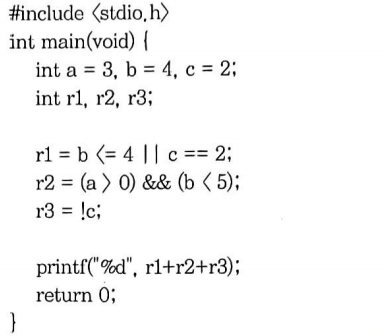 #include <stdio.h>
int main(void) {
int a = 3, b = 4, c = 2;
int r1, r2, r3;
r1 = b <= 4 || c == 2;
r2 = (a > 0) && (b < 5);
r3 = !c;
printf("%d", r1+r2+r3);
return 0;
}